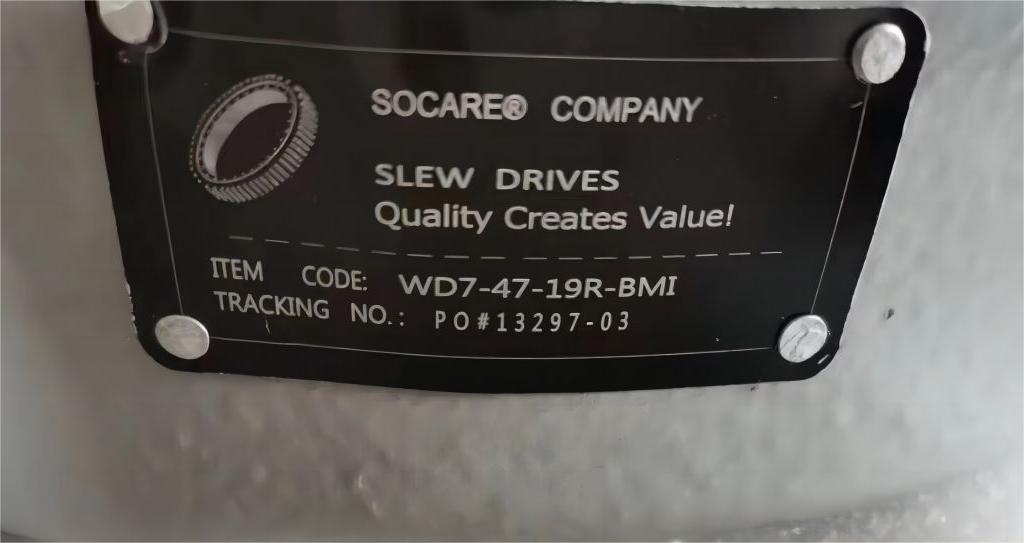 SOCARE® COMPANY
SLEW DRIVES
Quality Creates Value!
ITEM CODE: WD7-47-19R-BMI
TRACKING NO.: PO#13297-03